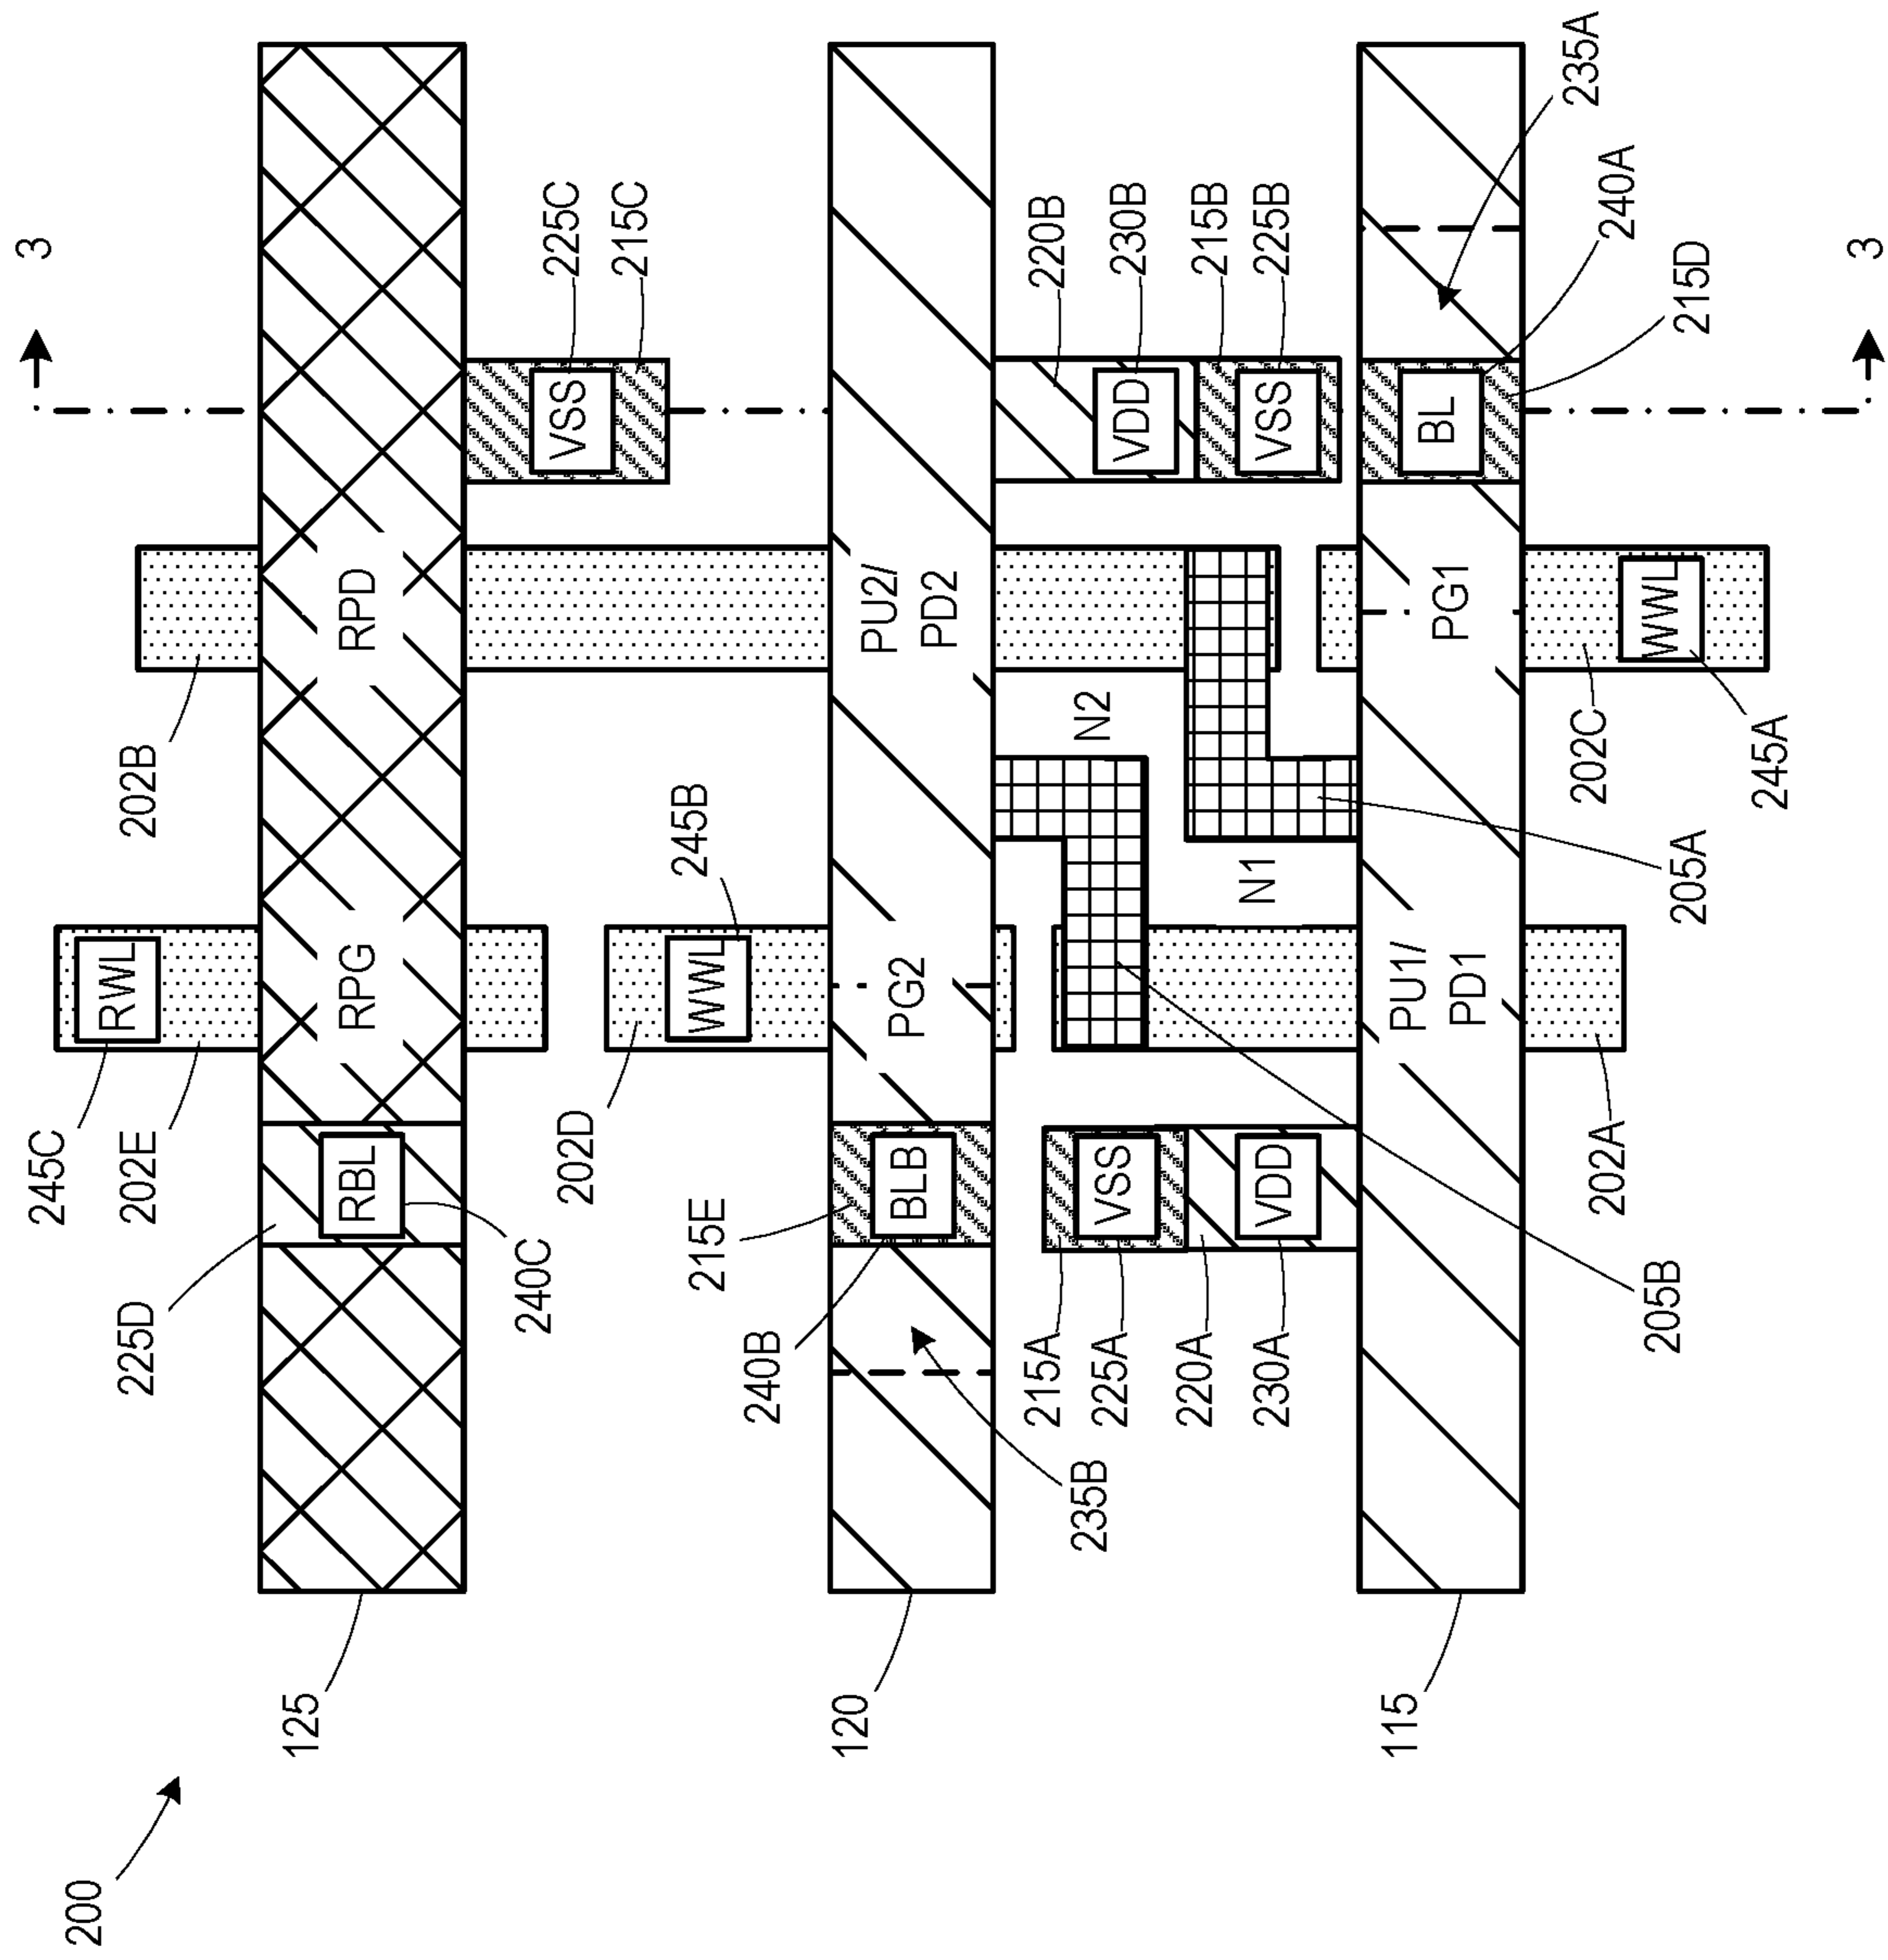 200
125
120
115
225D
240C
RBL
245C
202E
RWL
RPG
202B
RPD
VSS
225C
215C
3
3
215E
240B
BLB
235B
202D
WWL
245B
PG2
PU2/
PD2
N2
N1
215A
225A
220A
230A
VSS
VDD
205B
202A
PU1/
PD1
205A
202C
245A
WWL
PG1
220B
230B
215B
225B
VDD
VSS
BL
235A
240A
215D